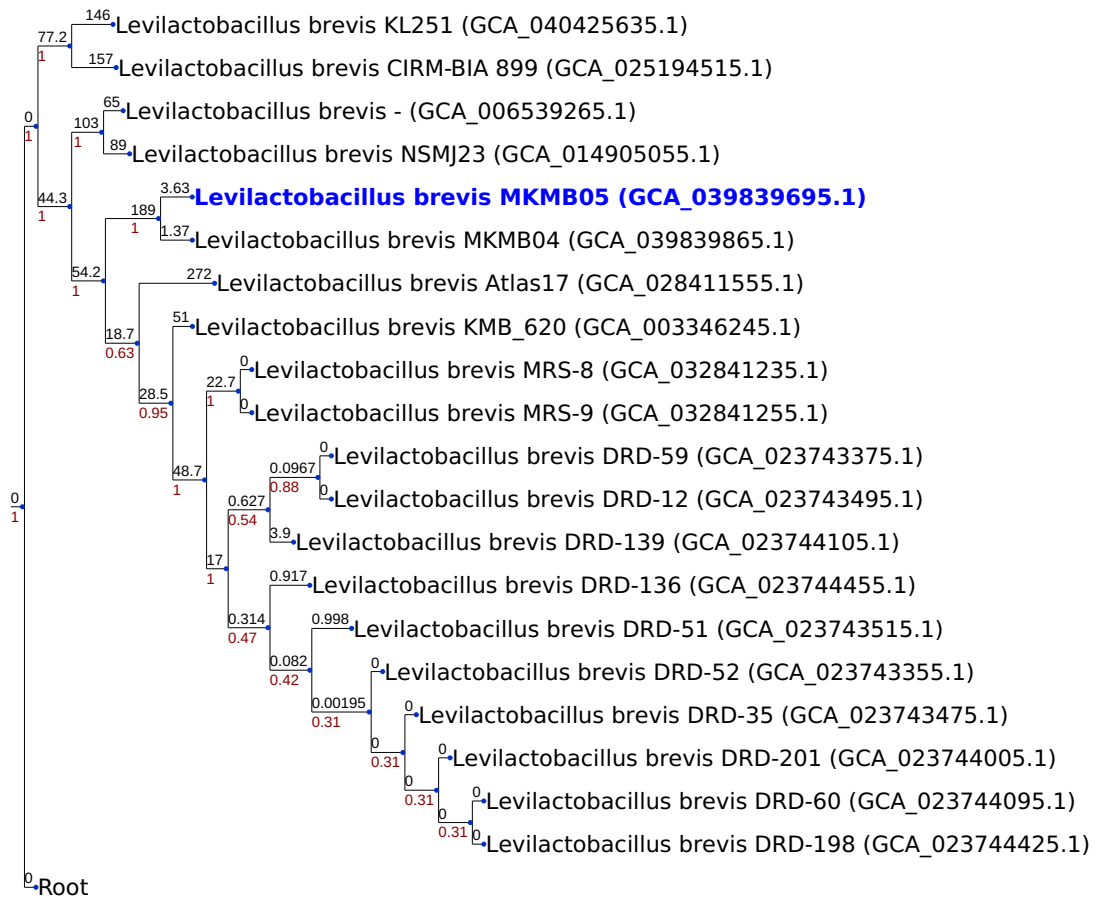 146
Levilactobacillus brevis KL251 (GCA_040425635.1)
77.2
1
157
Levilactobacillus brevis CIRM-BIA 899 (GCA_025194515.1)
65
Levilactobacillus brevis - (GCA_006539265.1)
0
1
103
1
89
Levilactobacillus brevis NSMJ23 (GCA_014905055.1)
3.63
Levilactobacillus brevis MKMB05 (GCA_039839695.1)
44.3
1
189
1
1.37
Levilactobacillus brevis MKMB04 (GCA_039839865.1)
54.2
1
272
Levilactobacillus brevis Atlas17 (GCA_028411555.1)
51
Levilactobacillus brevis KMB_620 (GCA_003346245.1)
18.7
0.63
0
Levilactobacillus brevis MRS-8 (GCA_032841235.1)
28.5
0.95
22.7
1
0
Levilactobacillus brevis MRS-9 (GCA_032841255.1)
0
Levilactobacillus brevis DRD-59 (GCA_023743375.1)
48.7
1
0.0967
0.88
0
Levilactobacillus brevis DRD-12 (GCA_023743495.1)
0
1
0.627
0.54
3.9
Levilactobacillus brevis DRD-139 (GCA_023744105.1)
17
1
0.917
Levilactobacillus brevis DRD-136 (GCA_023744455.1)
0.314
0.47
0.998
Levilactobacillus brevis DRD-51 (GCA_023743515.1)
0.082
0.42
0
Levilactobacillus brevis DRD-52 (GCA_023743355.1)
0.00195
0.31
0
Levilactobacillus brevis DRD-35 (GCA_023743475.1)
0
0.31
0
Levilactobacillus brevis DRD-201 (GCA_023744005.1)
0
0.31
0
Levilactobacillus brevis DRD-60 (GCA_023744095.1)
0
0.31
0
Levilactobacillus brevis DRD-198 (GCA_023744425.1)
0
Root